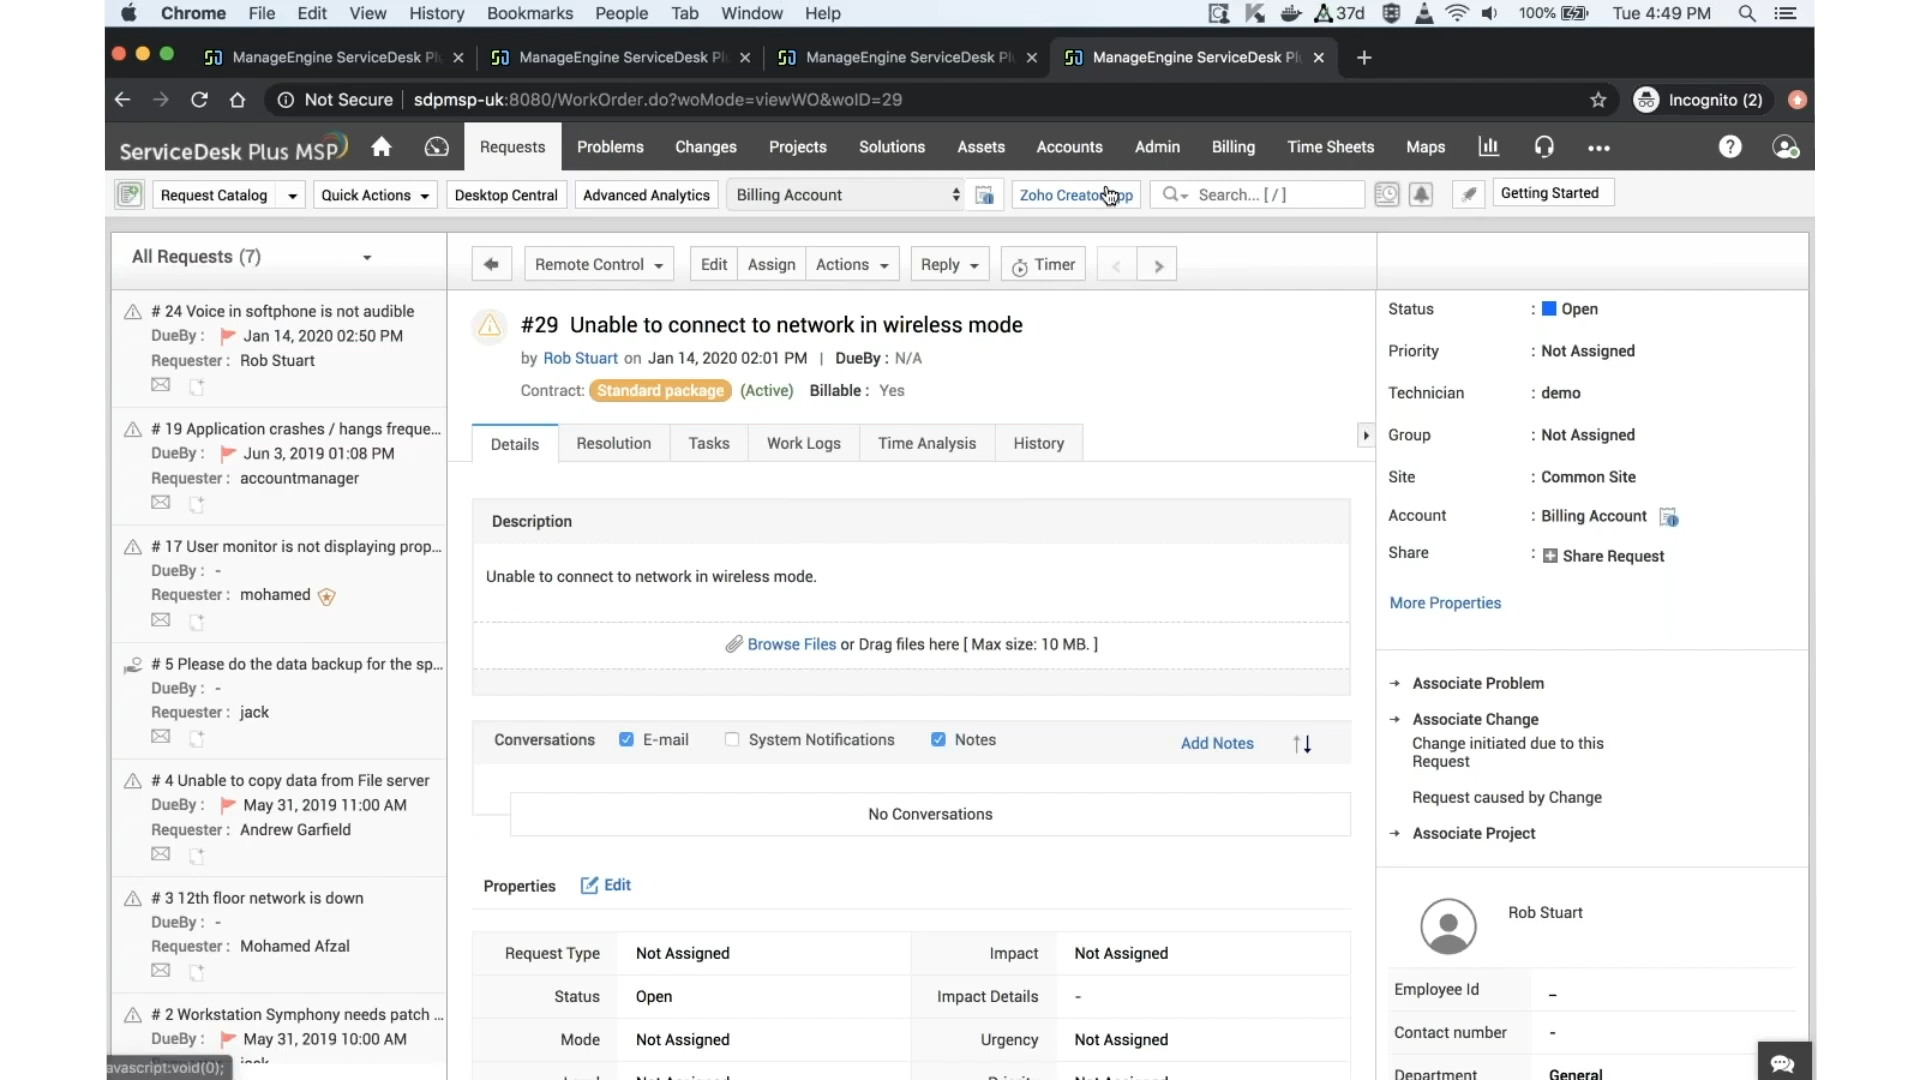 Chrome File Edit View History Bookmarks People Tab Window Help 37d 100% Tue 4:49 PM
ManageEngine ServiceDesk Pl ManageEngine ServiceDesk Pl ManageEngine ServiceDesk Pl ManageEngine ServiceDesk Pl
Not Secure sdpmsp-uk:8080/WorkOrder.do?woMode=viewWO&woID=29 Incognito (2)
ServiceDesk Plus MSP Requests Problems Changes Projects Solutions Assets Accounts Admin Billing Time Sheets Maps
Request Catalog Quick Actions Desktop Central Advanced Analytics Billing Account Zoho Creator App Search... [ / ] Getting Started
All Requests (7)
# 24 Voice in softphone is not audible
DueBy : Jan 14, 2020 02:50 PM
Requester : Rob Stuart
# 19 Application crashes / hangs freque...
DueBy : Jun 3, 2019 01:08 PM
Requester : accountmanager
# 17 User monitor is not displaying prop...
DueBy : -
Requester : mohamed
# 5 Please do the data backup for the sp...
DueBy : -
Requester : jack
# 4 Unable to copy data from File server
DueBy : May 31, 2019 11:00 AM
Requester : Andrew Garfield
# 3 12th floor network is down
DueBy : -
Requester : Mohamed Afzal
# 2 Workstation Symphony needs patch ...
DueBy : May 31, 2019 10:00 AM
avascript:void(0);
Remote Control Edit Assign Actions Reply Timer
#29 Unable to connect to network in wireless mode
by Rob Stuart on Jan 14, 2020 02:01 PM | DueBy : N/A
Contract: Standard package (Active) Billable : Yes
Details Resolution Tasks Work Logs Time Analysis History
Description
Unable to connect to network in wireless mode.
Browse Files or Drag files here [ Max size: 10 MB. ]
Conversations E-mail System Notifications Notes Add Notes
No Conversations
Properties Edit
Request Type Not Assigned Impact Not Assigned
Status Open Impact Details -
Mode Not Assigned Urgency Not Assigned
Status : Open
Priority : Not Assigned
Technician : demo
Group : Not Assigned
Site : Common Site
Account : Billing Account
Share : Share Request
More Properties
Associate Problem
Associate Change
Change initiated due to this
Request
Request caused by Change
Associate Project
Rob Stuart
Employee Id -
Contact number -
Department General